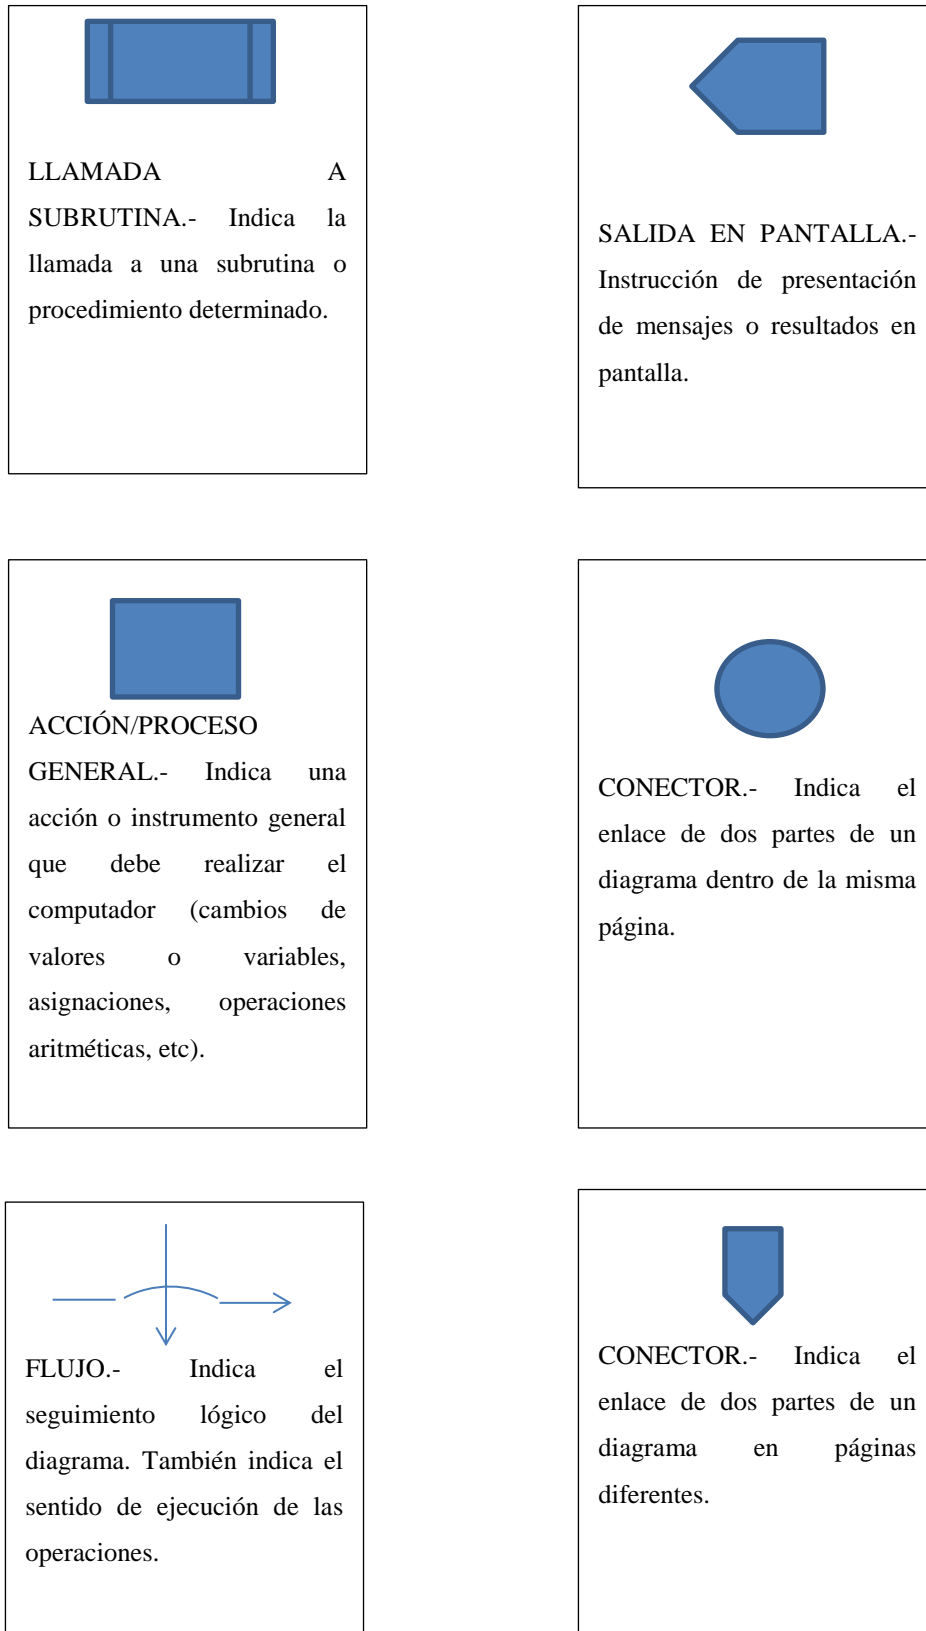 LLAMADA A
SUBRUTINA.- Indica la
llamada a una subrutina o
procedimiento determinado.
SALIDA EN PANTALLA.-
Instrucción de presentación
de mensajes o resultados en
pantalla.
ACCIÓN/PROCESO
GENERAL.- Indica una
acción o instrumento general
que debe realizar el
computador (cambios de
valores o variables,
asignaciones, operaciones
aritméticas, etc).
CONECTOR.- Indica el
enlace de dos partes de un
diagrama dentro de la misma
página.
FLUJO.- Indica el
seguimiento lógico del
diagrama. También indica el
sentido de ejecución de las
operaciones.
CONECTOR.- Indica el
enlace de dos partes de un
diagrama en páginas
diferentes.